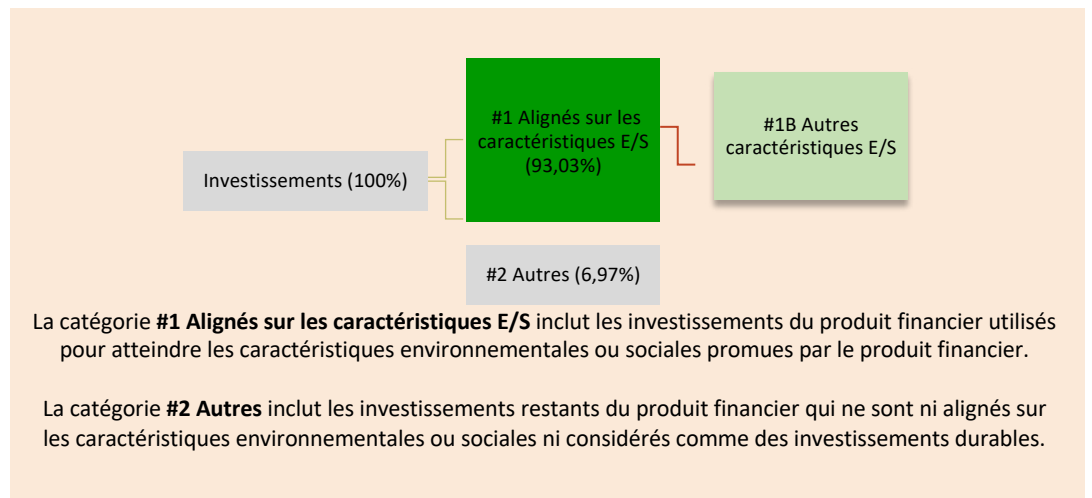 #1 Alignés sur les
caractéristiques E/S
(93,03%)
#1B Autres
caractéristiques E/S
Investissements (100%)
#2 Autres (6,97%)
La catégorie #1 Alignés sur les caractéristiques E/S inclut les investissements du produit financier utilisés
pour atteindre les caractéristiques environnementales ou sociales promues par le produit financier.
La catégorie #2 Autres inclut les investissements restants du produit financier qui ne sont ni alignés sur
les caractéristiques environnementales ou sociales ni considérés comme des investissements durables.